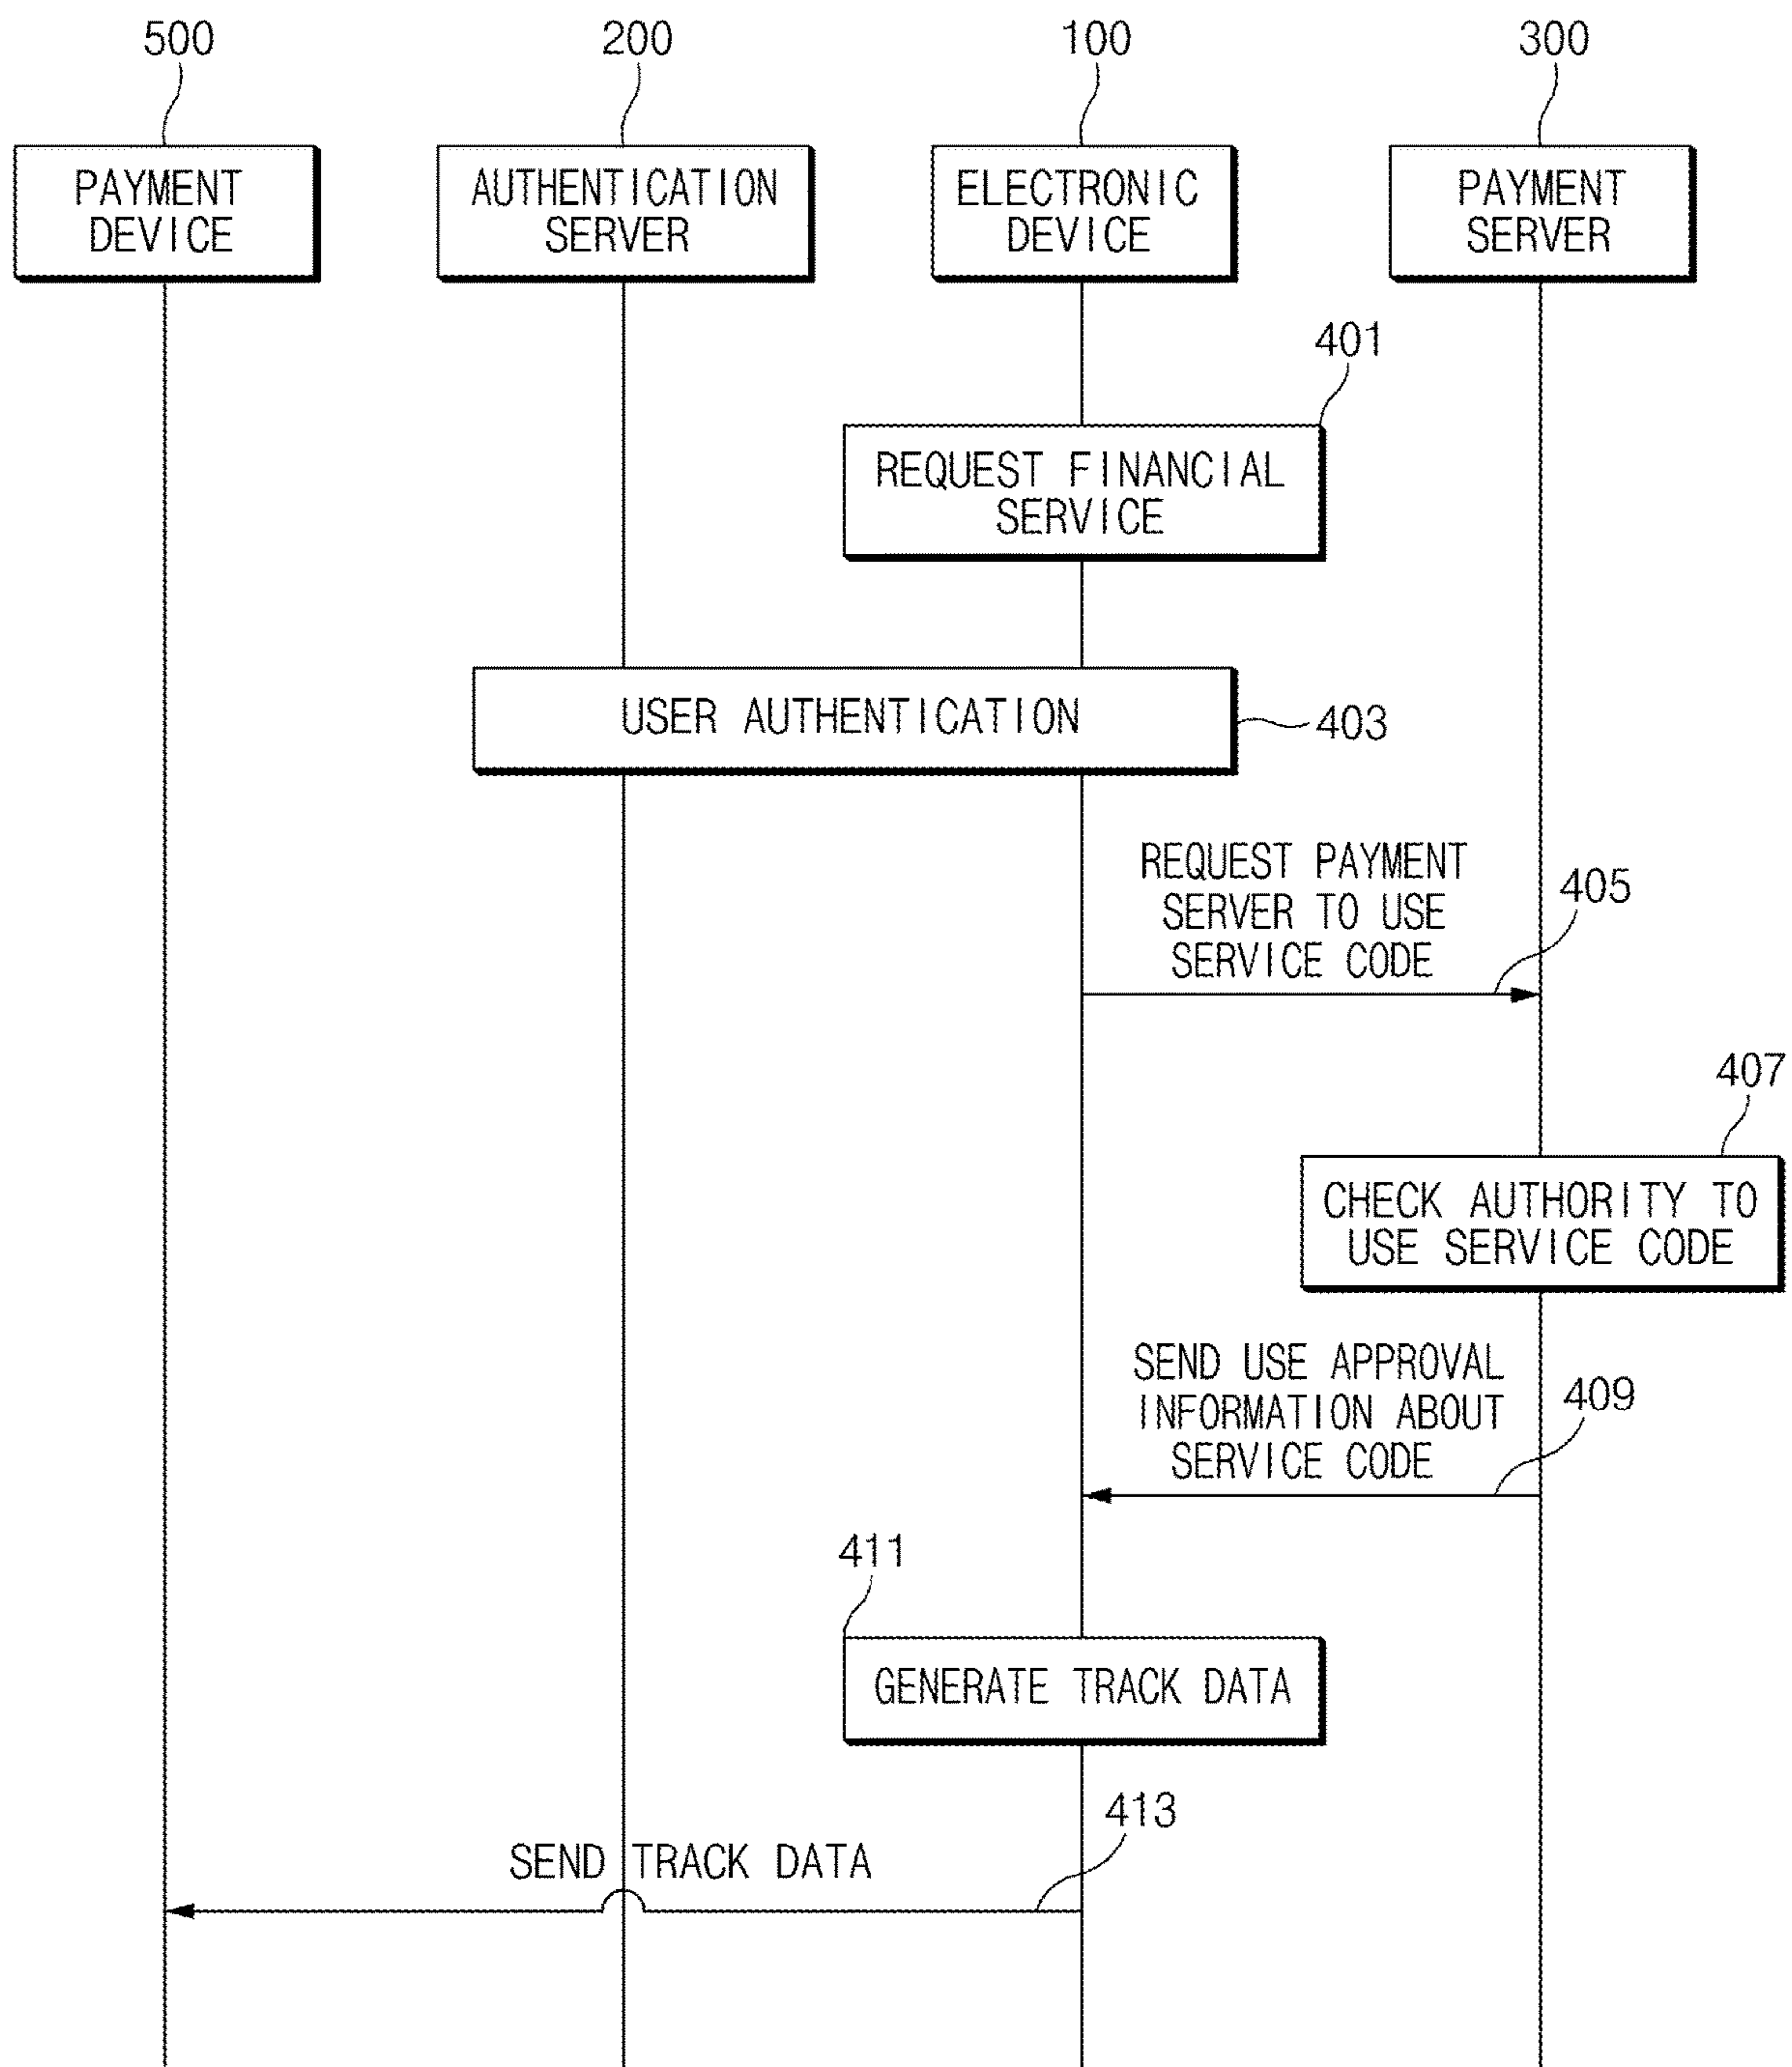 500
200
100
300
PAYMENT
DEVICE
AUTHENTICATION
SERVER
ELECTRONIC
DEVICE
PAYMENT
SERVER
401
REQUEST FINANCIAL
SERVICE
USER AUTHENTICATION
403
REQUEST PAYMENT
SERVER TO USE
SERVICE CODE
405
407
CHECK AUTHORITY TO
USE SERVICE CODE
SEND USE APPROVAL
INFORMATION ABOUT
SERVICE CODE
409
411
GENERATE TRACK DATA
413
SEND TRACK DATA